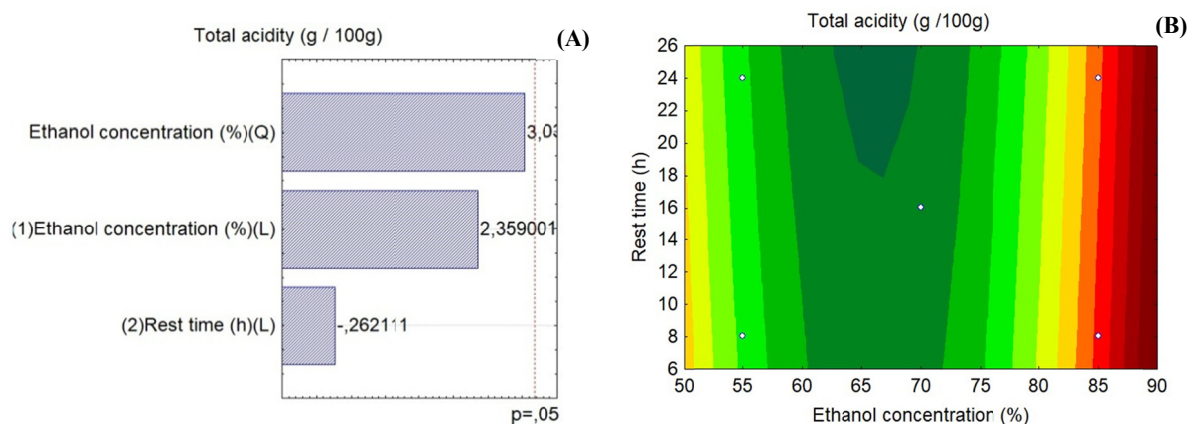 Total acidity (g / 100g)
(A)
Ethanol concentration (%)(Q)
3,03
(1)Ethanol concentration (%)(L)
2,359001
(2)Rest time (h)(L)
-,262111
p=,05
Total acidity (g /100g)
(B)
Rest time (h)
26
24
22
20
18
16
14
12
10
8
6
50 55 60 65 70 75 80 85 90
Ethanol concentration (%)